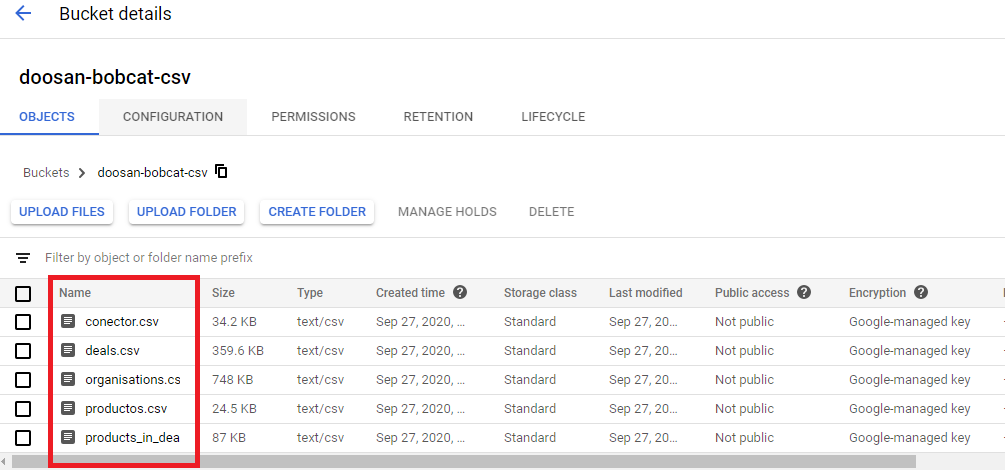 Bucket details
doosan-bobcat-csv
OBJECTS CONFIGURATION PERMISSIONS RETENTION LIFECYCLE
Buckets > doosan-bobcat-csv
UPLOAD FILES UPLOAD FOLDER CREATE FOLDER MANAGE HOLDS DELETE
Filter by object or folder name prefix
Name Size Type Created time ? Storage class Last modified Public access ? Encryption ?
conector.csv 34.2 KB text/csv Sep 27, 2020, ... Standard Sep 27, 20... Not public Google-managed key
deals.csv 359.6 KB text/csv Sep 27, 2020, ... Standard Sep 27, 20... Not public Google-managed key
organisations.cs 748 KB text/csv Sep 27, 2020, ... Standard Sep 27, 20... Not public Google-managed key
productos.csv 24.5 KB text/csv Sep 27, 2020, ... Standard Sep 27, 20... Not public Google-managed key
products_in_dea 87 KB text/csv Sep 27, 2020, ... Standard Sep 27, 20... Not public Google-managed key